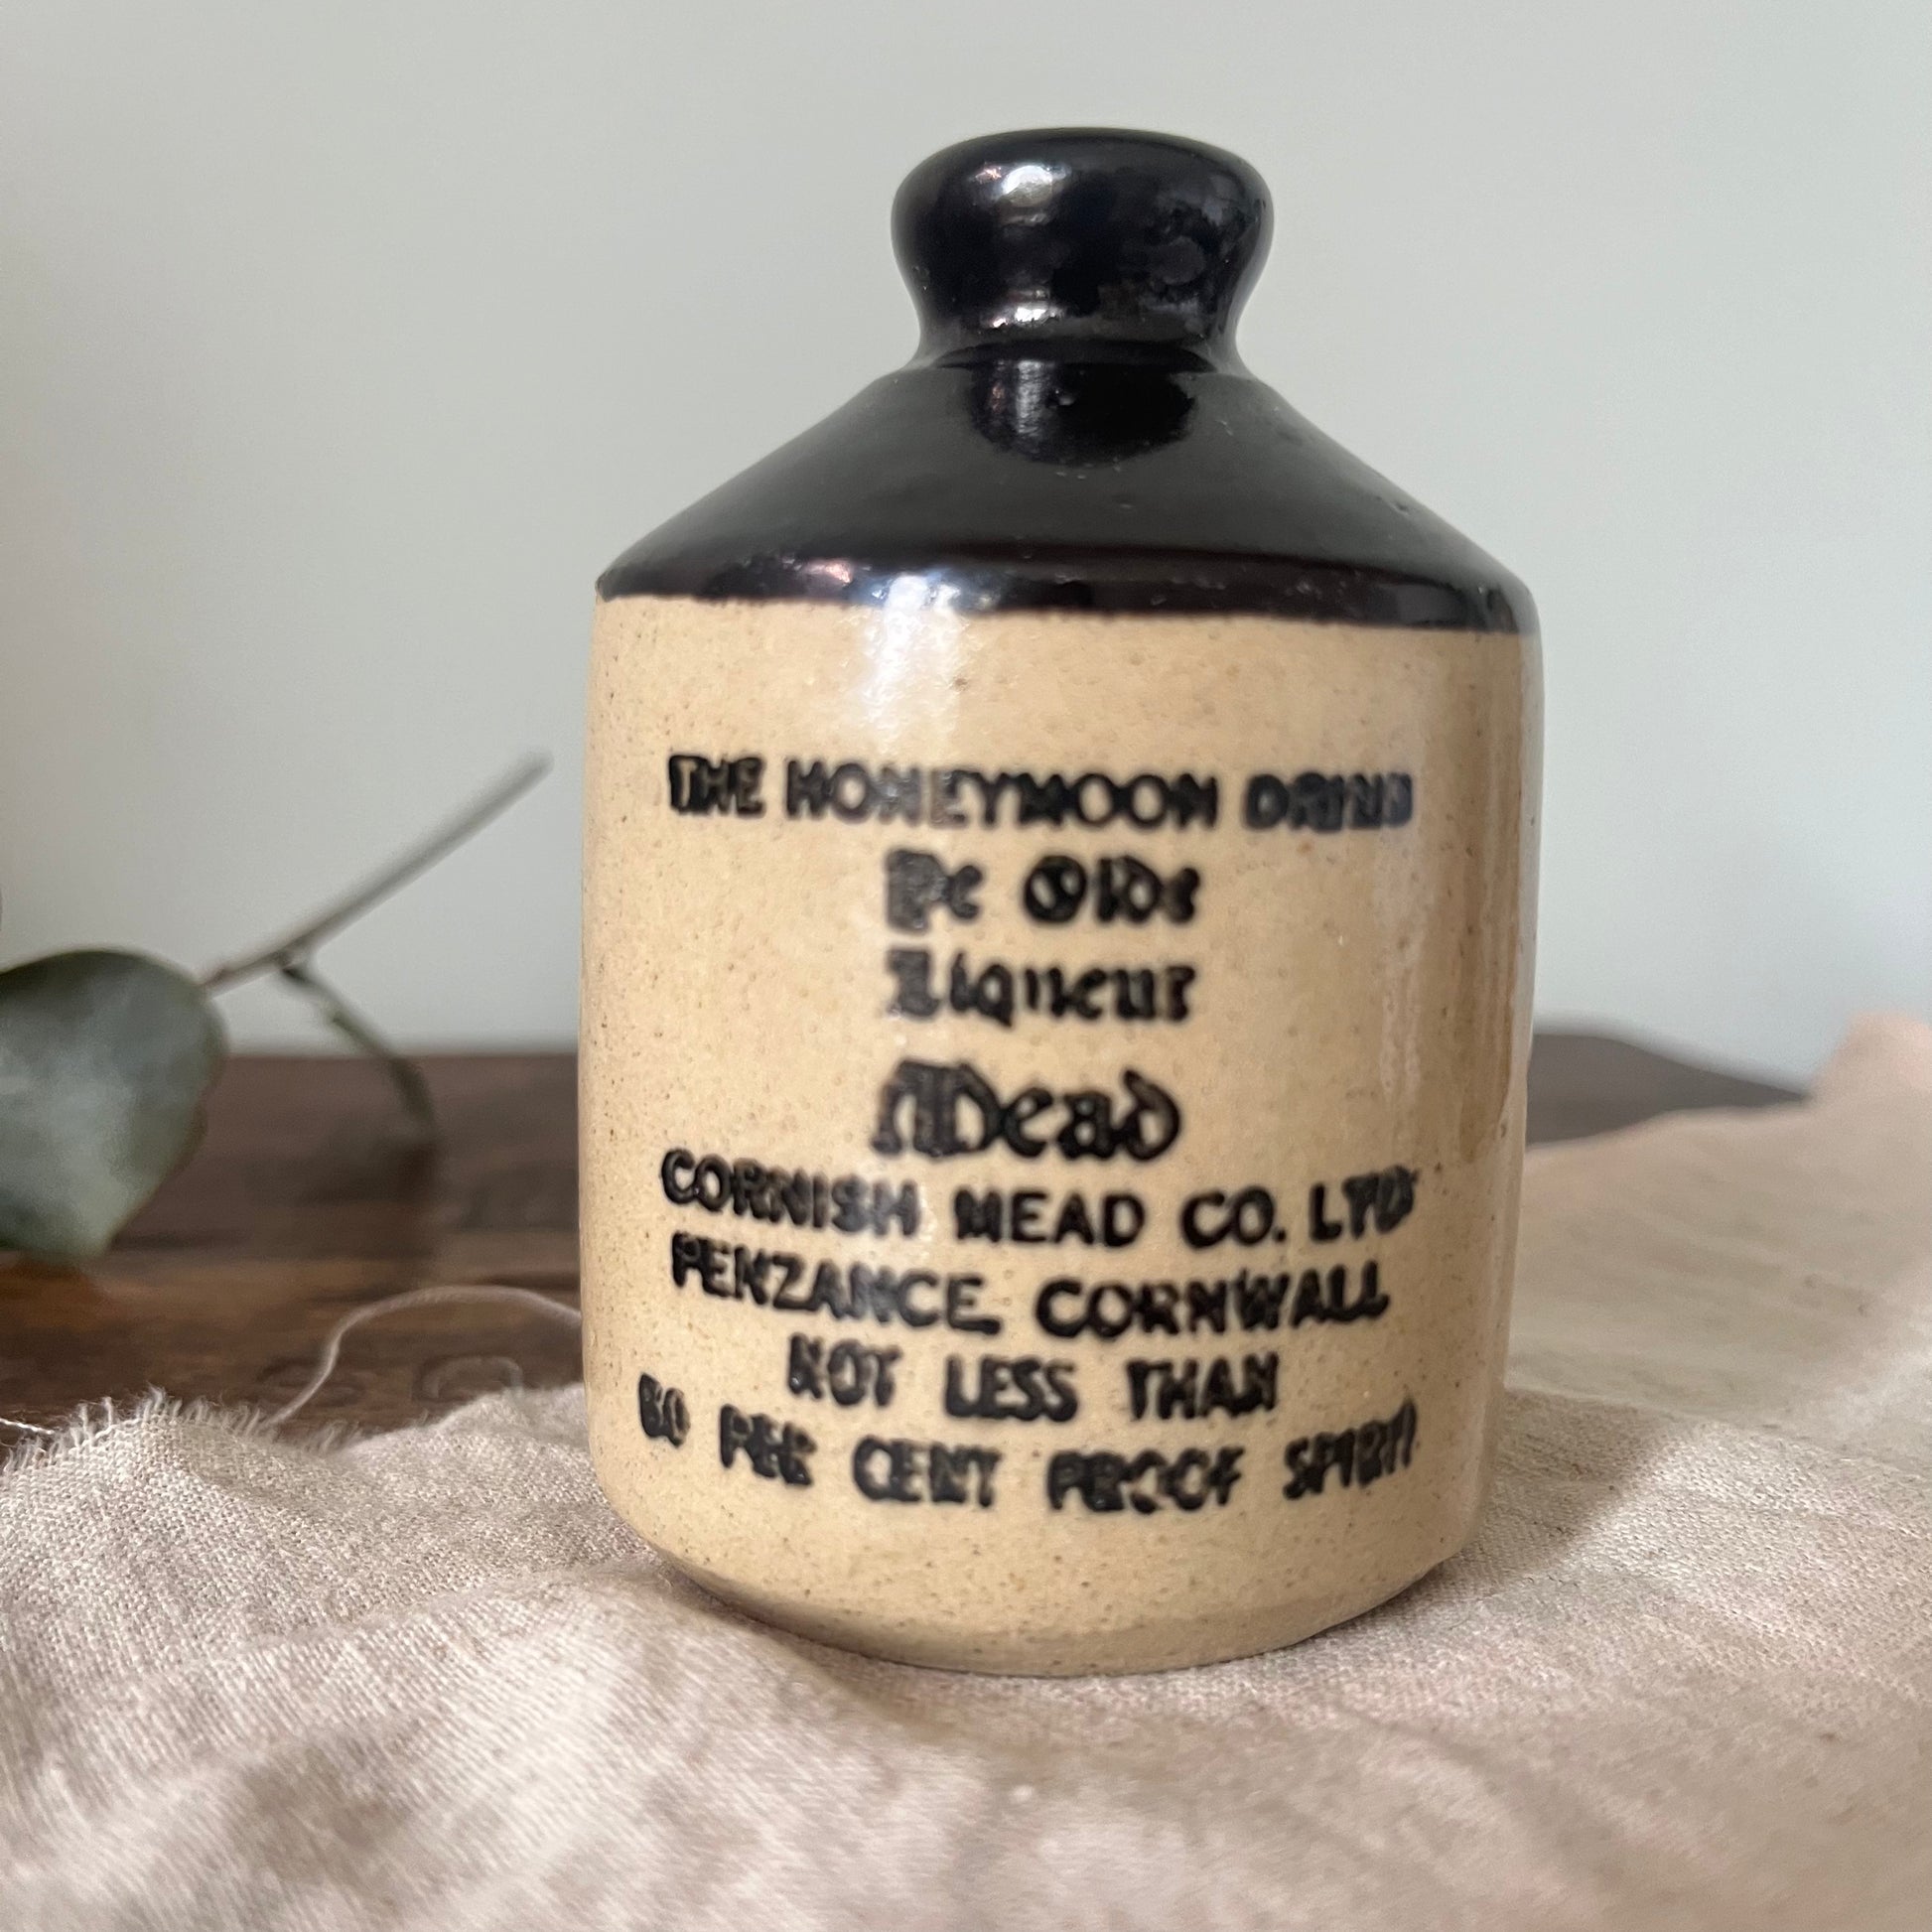 THE HONEYMOON DRINK
Ye Olde
Liqueur
Mead
CORNISH MEAD CO. LTD
PENZANCE. CORNWALL
NOT LESS THAN
PER CENT PROOF SPIRIT